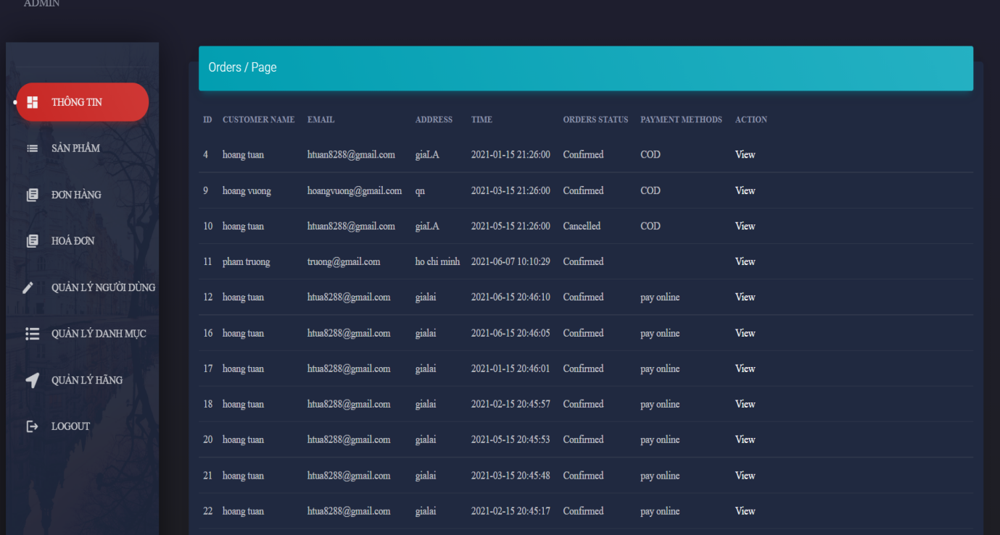 ADMIN
THÔNG TIN
SẢN PHẨM
ĐƠN HÀNG
HOÁ ĐƠN
QUẢN LÝ NGƯỜI DÙNG
QUẢN LÝ DANH MỤC
QUẢN LÝ HÃNG
LOGOUT
Orders / Page
ID CUSTOMER NAME EMAIL ADDRESS TIME ORDERS STATUS PAYMENT METHODS ACTION
4 hoang tuan htuan8288@gmail.com giaLA 2021-01-15 21:26:00 Confirmed COD View
9 hoang vuong hoangvuong@gmail.com qn 2021-03-15 21:26:00 Confirmed COD View
10 hoang tuan htuan8288@gmail.com giaLA 2021-05-15 21:26:00 Cancelled COD View
11 pham truong truong@gmail.com ho chi minh 2021-06-07 10:10:29 Confirmed View
12 hoang tuan htua8288@gmail.com gialai 2021-06-15 20:46:10 Confirmed pay online View
16 hoang tuan htua8288@gmail.com gialai 2021-06-15 20:46:05 Confirmed pay online View
17 hoang tuan htua8288@gmail.com gialai 2021-01-15 20:46:01 Confirmed pay online View
18 hoang tuan htua8288@gmail.com gialai 2021-02-15 20:45:57 Confirmed pay online View
20 hoang tuan htua8288@gmail.com gialai 2021-05-15 20:45:53 Confirmed pay online View
21 hoang tuan htua8288@gmail.com gialai 2021-03-15 20:45:48 Confirmed pay online View
22 hoang tuan htua8288@gmail.com gialai 2021-02-15 20:45:17 Confirmed pay online View